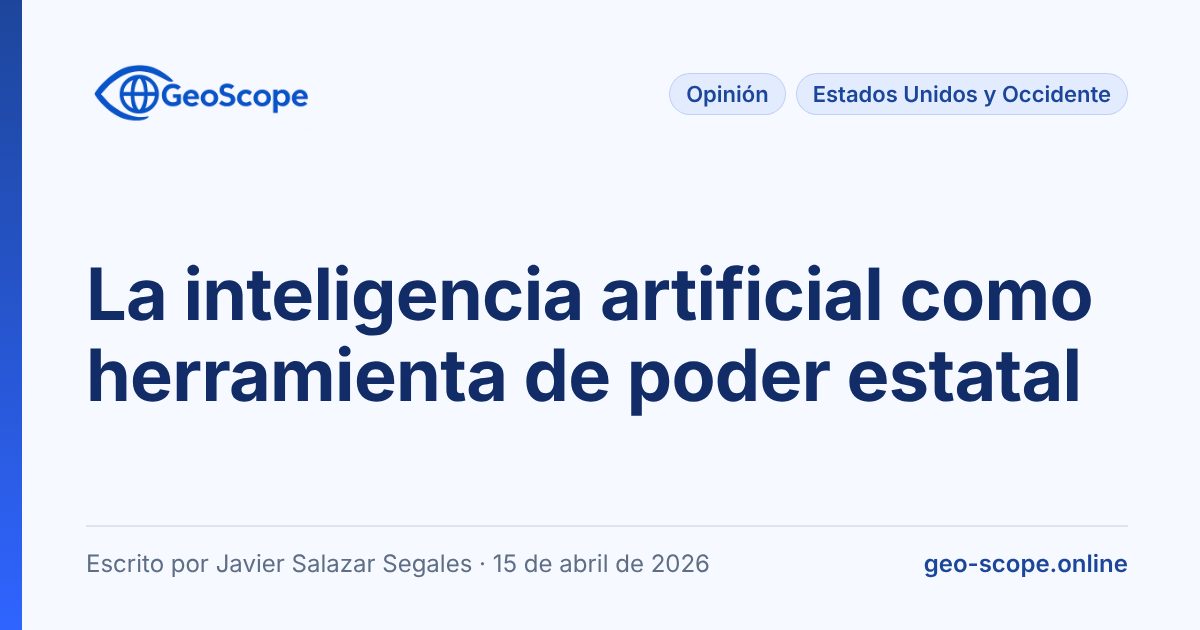 GeoScope
Opinión
Estados Unidos y Occidente
La inteligencia artificial como
herramienta de poder estatal
Escrito por Javier Salazar Segales · 15 de abril de 2026
geo-scope.online